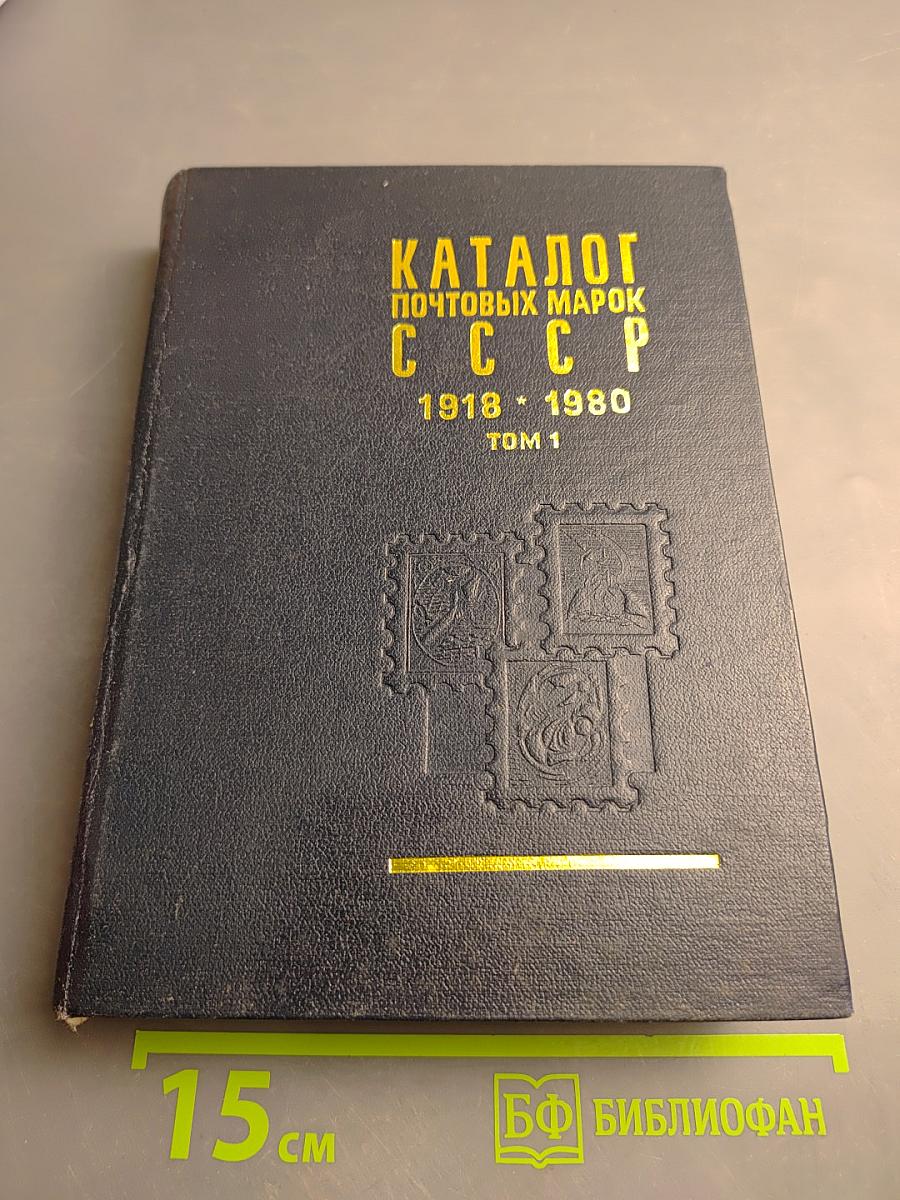 КАТАЛОГ
ПОЧТОВЫХ МАРОК
СССР
1918 * 1980
ТОМ 1
15 см
БФ БИБЛИОФАН